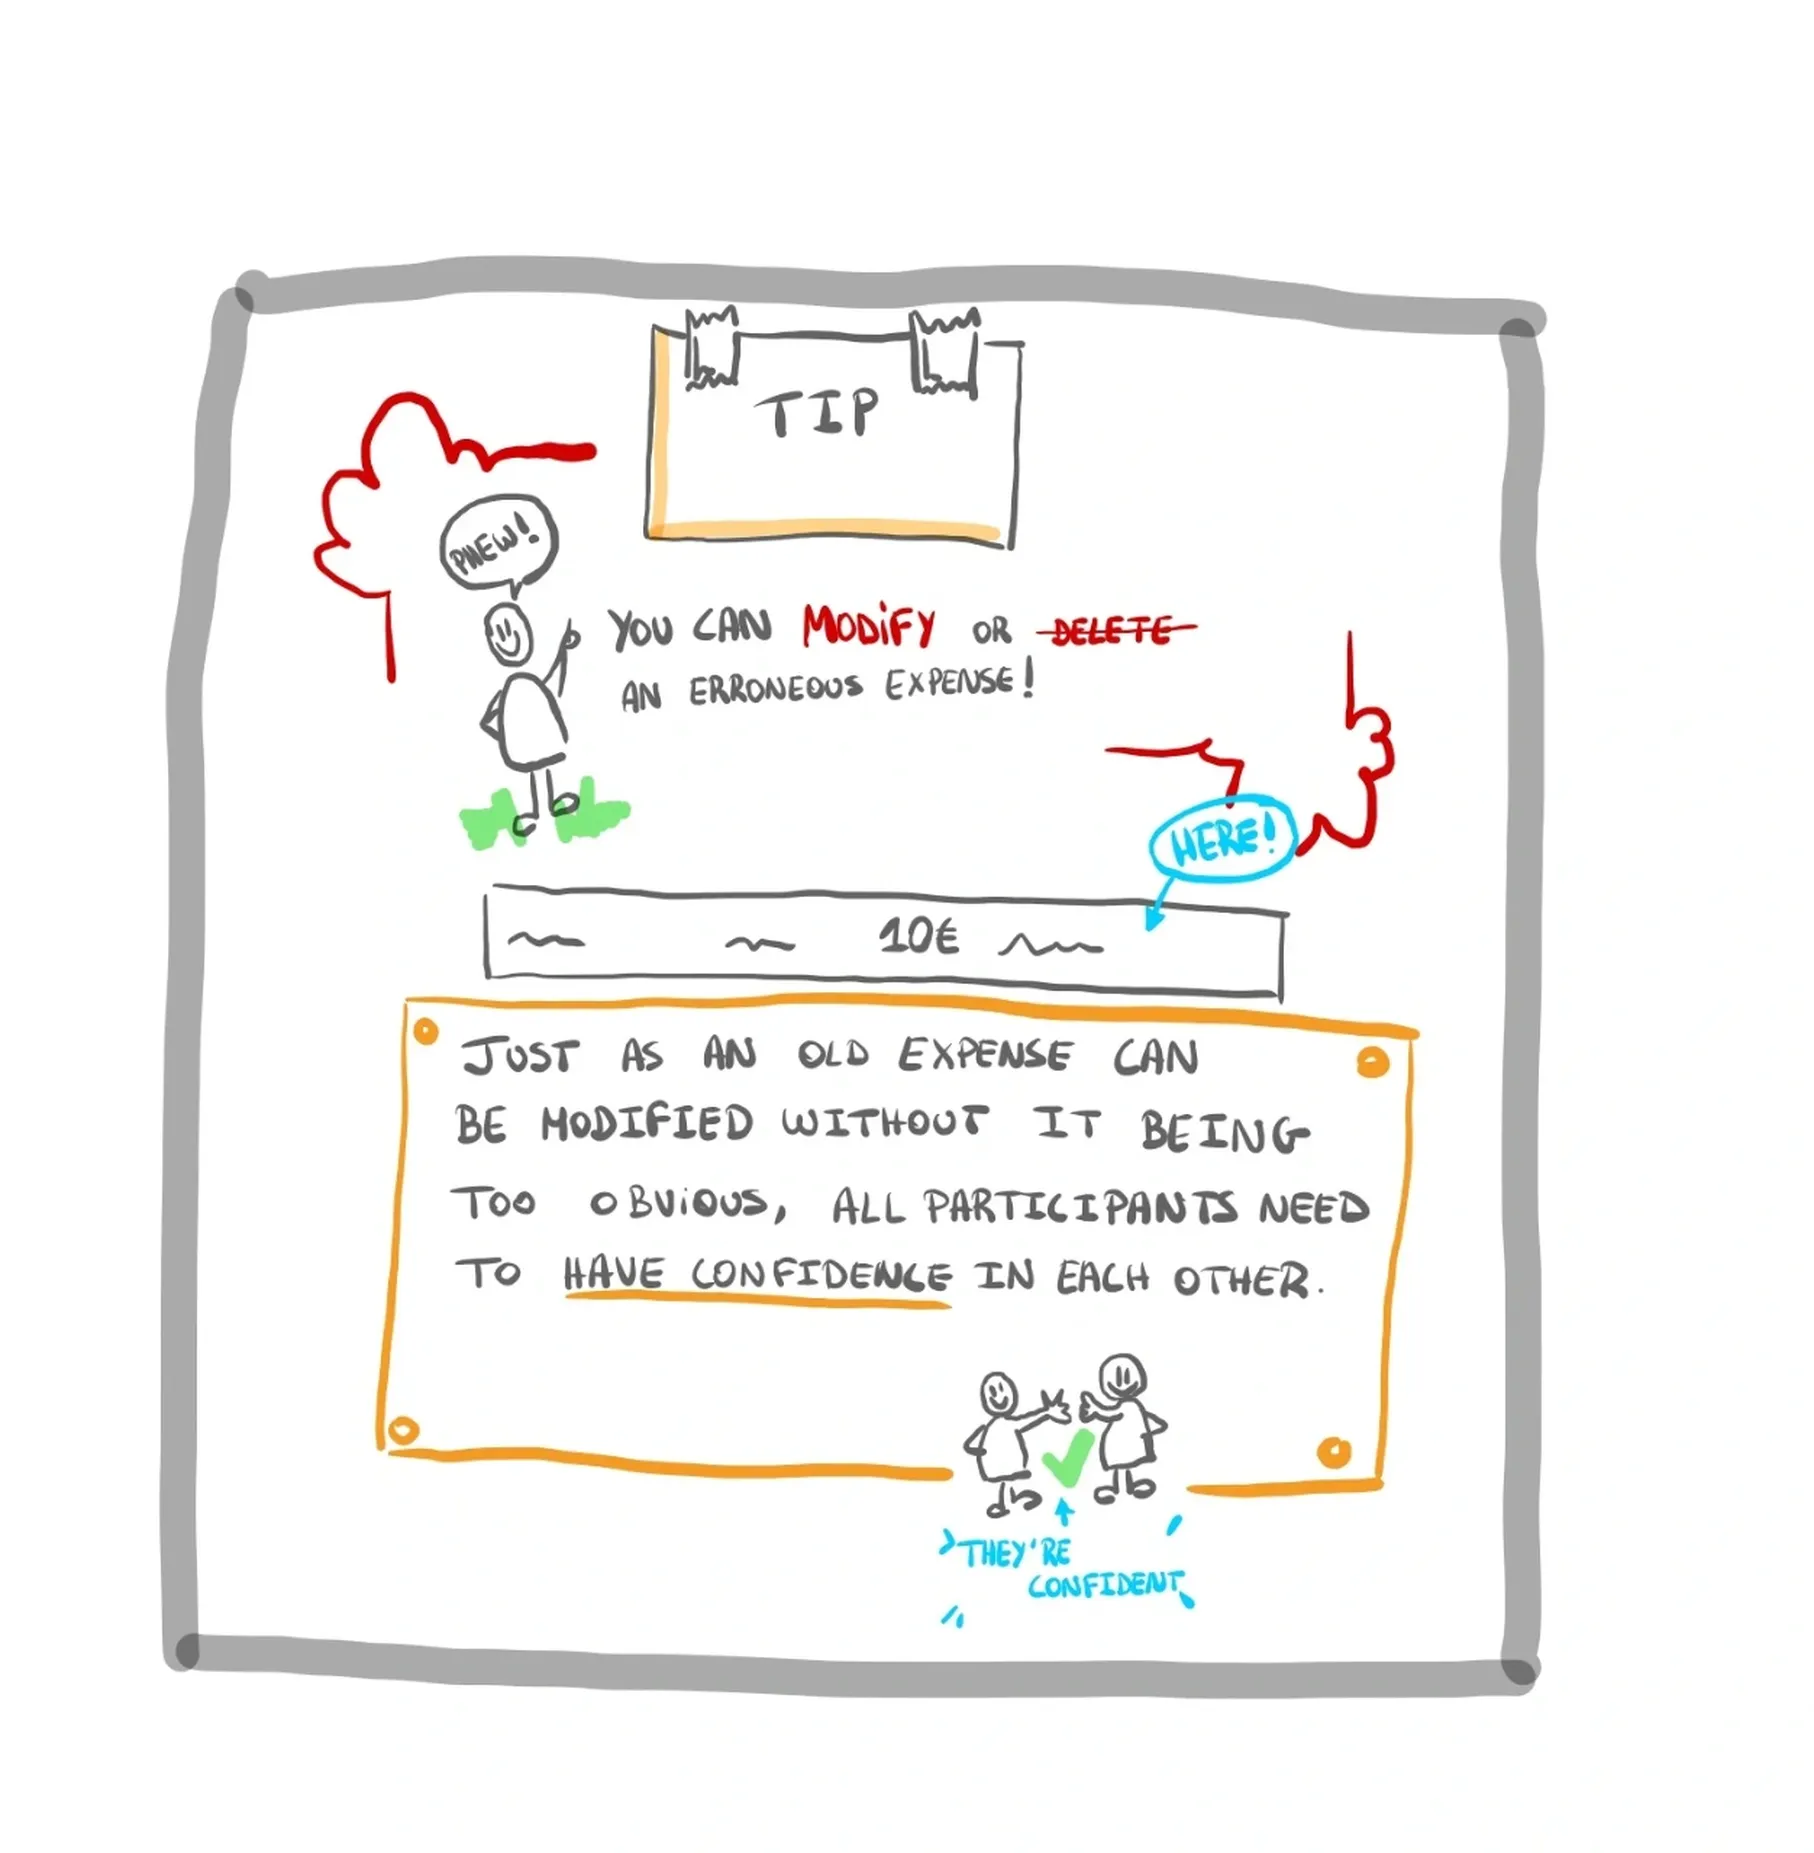 TIP
PHEW!
YOU CAN MODiFY OR DELETE
AN ERRONEOUS EXPENSE!
HERE!
10€
JUST AS AN OLD EXPENSE CAN
BE MODIFIED WITHOUT IT BEING
TOO OBViOUS, ALL PARTICIPANTS NEED
TO HAVE CONFIDENCE IN EACH OTHER.
THEY'RE
CONFIDENT